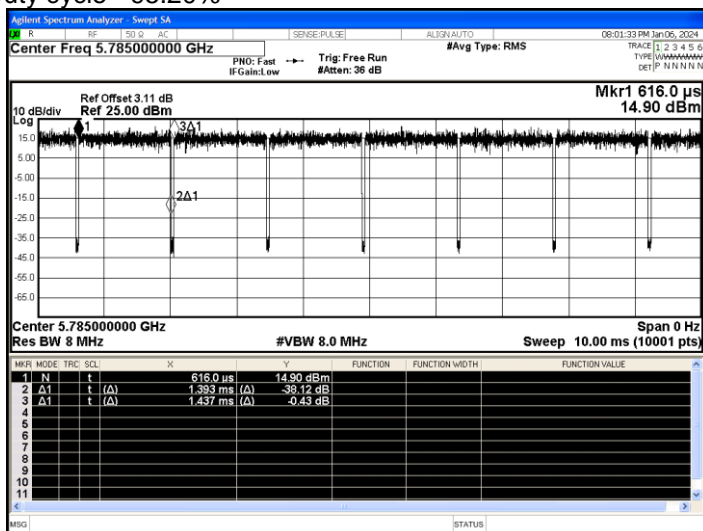 Agilent Spectrum Analyzer - Swept SA
R RF 50 Ω AC SENSE:PULSE ALIGN AUTO 08:01:33 PM Jan 06, 2024
Center Freq 5.785000000 GHz #Avg Type: RMS TRACE 1 2 3 4 5 6
PNO: Fast Trig: Free Run TYPE
IFGain:Low #Atten: 36 dB DET P N N N N N
Mkr1 616.0 µs
Ref Offset 3.11 dB
10 dB/div Ref 25.00 dBm 14.90 dBm
Log
1 3Δ1
15.0
5.00
-5.00
-15.0 2Δ1
-25.0
-35.0
-45.0
-55.0
-65.0
Center 5.785000000 GHz Span 0 Hz
Res BW 8 MHz #VBW 8.0 MHz Sweep 10.00 ms (10001 pts)
MKR MODE TRC SCL X Y FUNCTION FUNCTION WIDTH FUNCTION VALUE
1 N t 616.0 µs 14.90 dBm
2 Δ1 t (Δ) 1.393 ms (Δ) -38.12 dB
3 Δ1 t (Δ) 1.437 ms (Δ) -0.43 dB
4
5
6
7
8
9
10
11
MSG STATUS